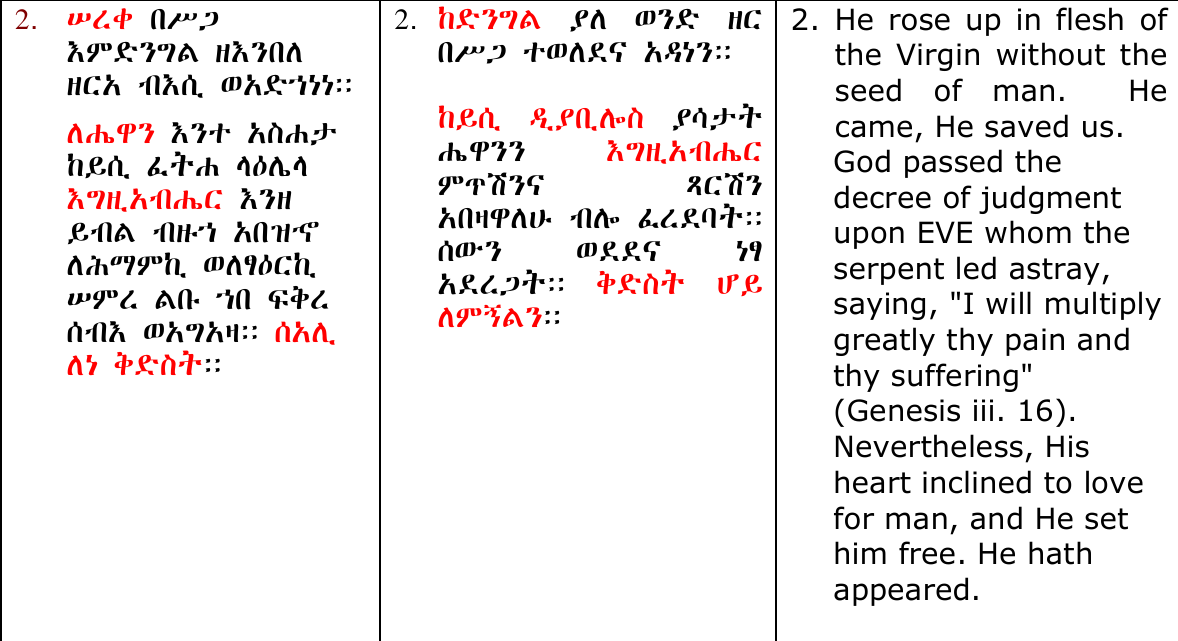 2. ሠረቀ በሥጋ
እምድንግል ዘእንበለ
ዘርአ ብእሲ ወአድኀነነ፡፡
ለሔዋን እንተ አስሐታ
ከይሲ ፈትሐ ላዕሌሃ
እግዚአብሔር እንዘ
ይብል ብዙኀ አበዝኖ
ለሕማምኪ ወለፃዕርኪ
ሠምረ ልቡ ኀበ ፍቅረ
ሰብእ ወአግአዛ፡፡ ሰአሊ
ለነ ቅድስት፡፡
2. ከድንግል ያለ ወንድ ዘር
በሥጋ ተወለደና አዳነን፡፡
ከይሲ ዲያቢሎስ ያሳታት
ሔዋንን እግዚአብሔር
ምጥሽንና ጻርሽን
አበዛዋለሁ ብሎ ፈረደባት፡፡
ሰውን ወደደና ነፃ
አደረጋት፡፡ ቅድስት ሆይ
ለምኝልን፡፡
2. He rose up in flesh of
the Virgin without the
seed of man. He
came, He saved us.
God passed the
decree of judgment
upon EVE whom the
serpent led astray,
saying, "I will multiply
greatly thy pain and
thy suffering"
(Genesis iii. 16).
Nevertheless, His
heart inclined to love
for man, and He set
him free. He hath
appeared.